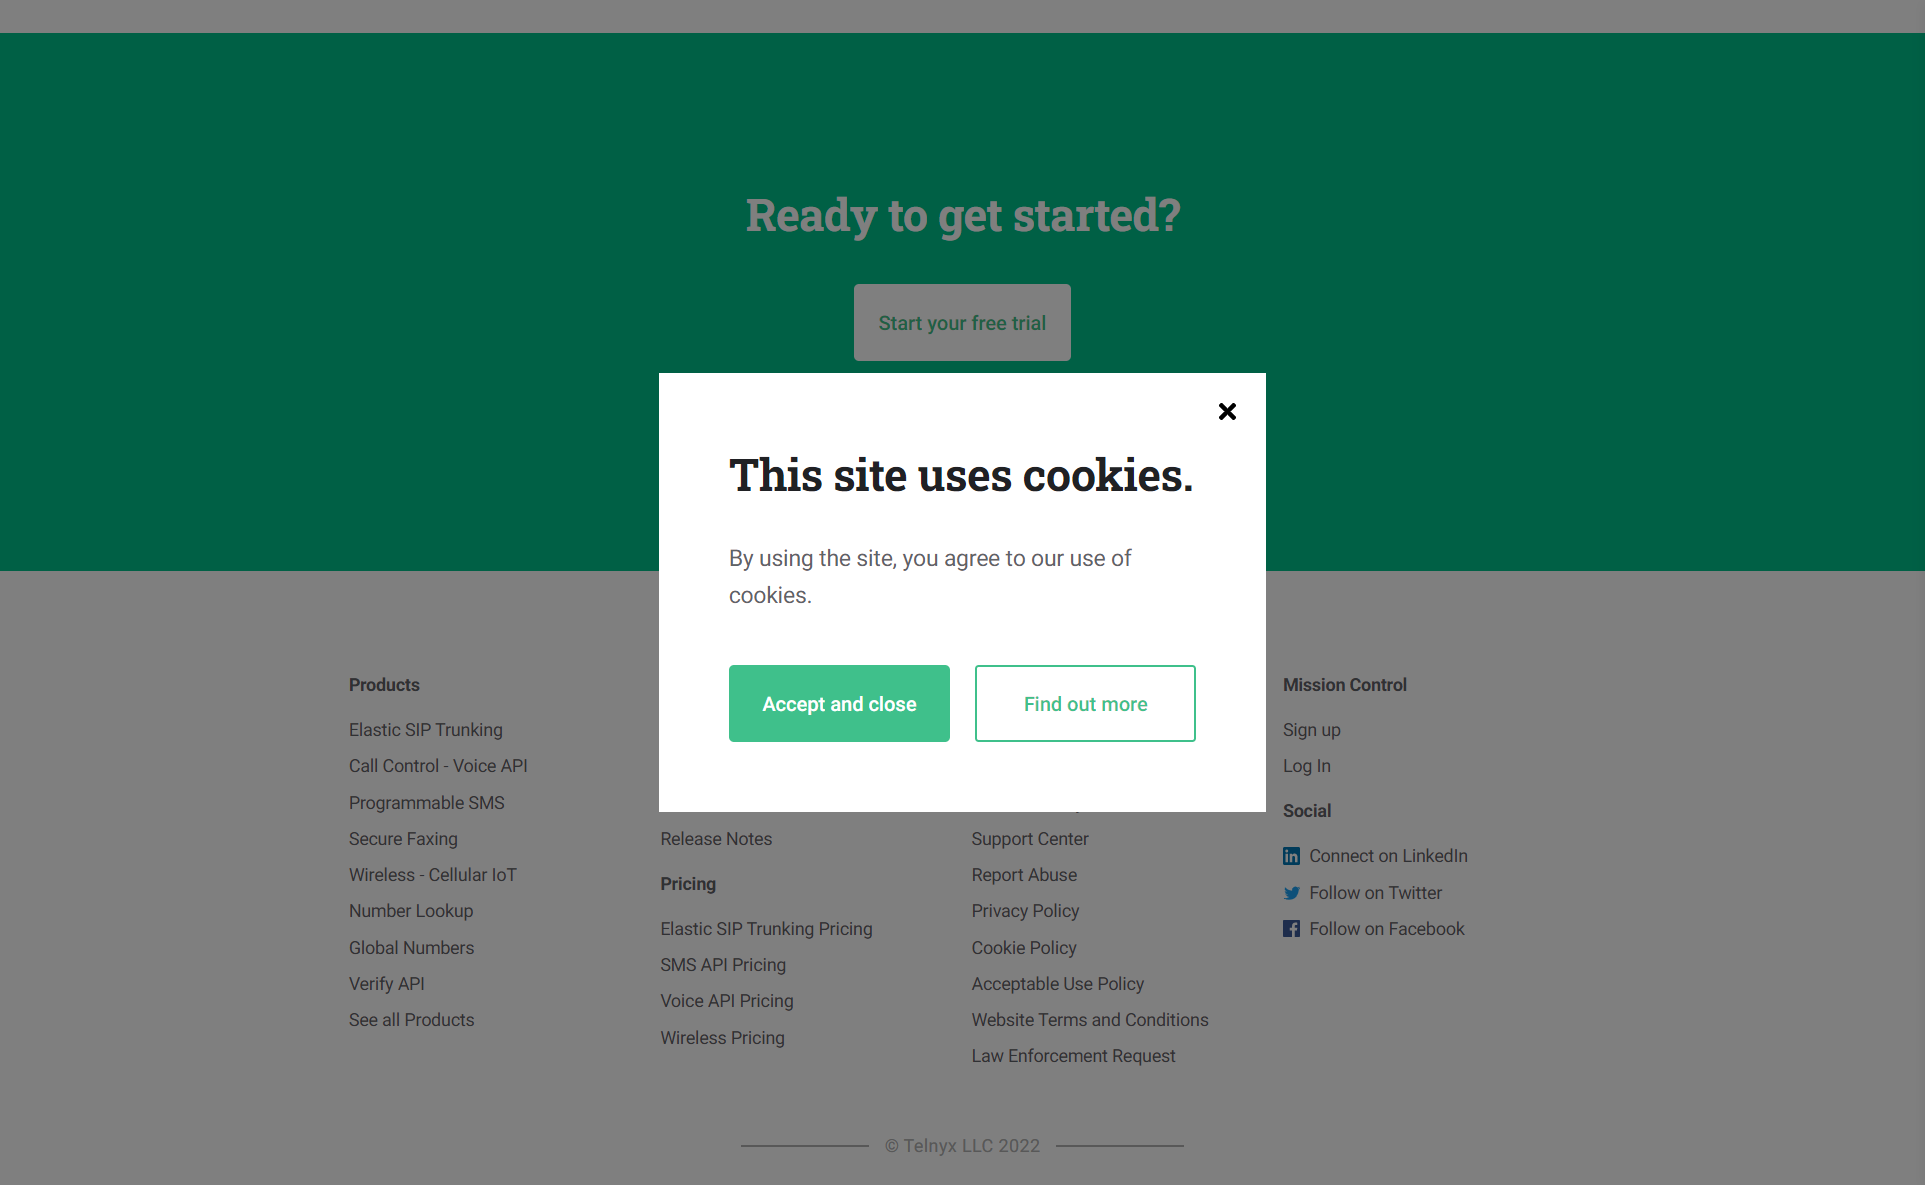 Ready to get started?
Start your free trial
This site uses cookies.
By using the site, you agree to our use of
cookies.
Accept and close
Find out more
Products
Elastic SIP Trunking
Call Control - Voice API
Programmable SMS
Secure Faxing
Wireless - Cellular IoT
Number Lookup
Global Numbers
Verify API
See all Products
Release Notes
Pricing
Elastic SIP Trunking Pricing
SMS API Pricing
Voice API Pricing
Wireless Pricing
Support Center
Report Abuse
Privacy Policy
Cookie Policy
Acceptable Use Policy
Website Terms and Conditions
Law Enforcement Request
Mission Control
Sign up
Log In
Social
Connect on LinkedIn
Follow on Twitter
Follow on Facebook
© Telnyx LLC 2022